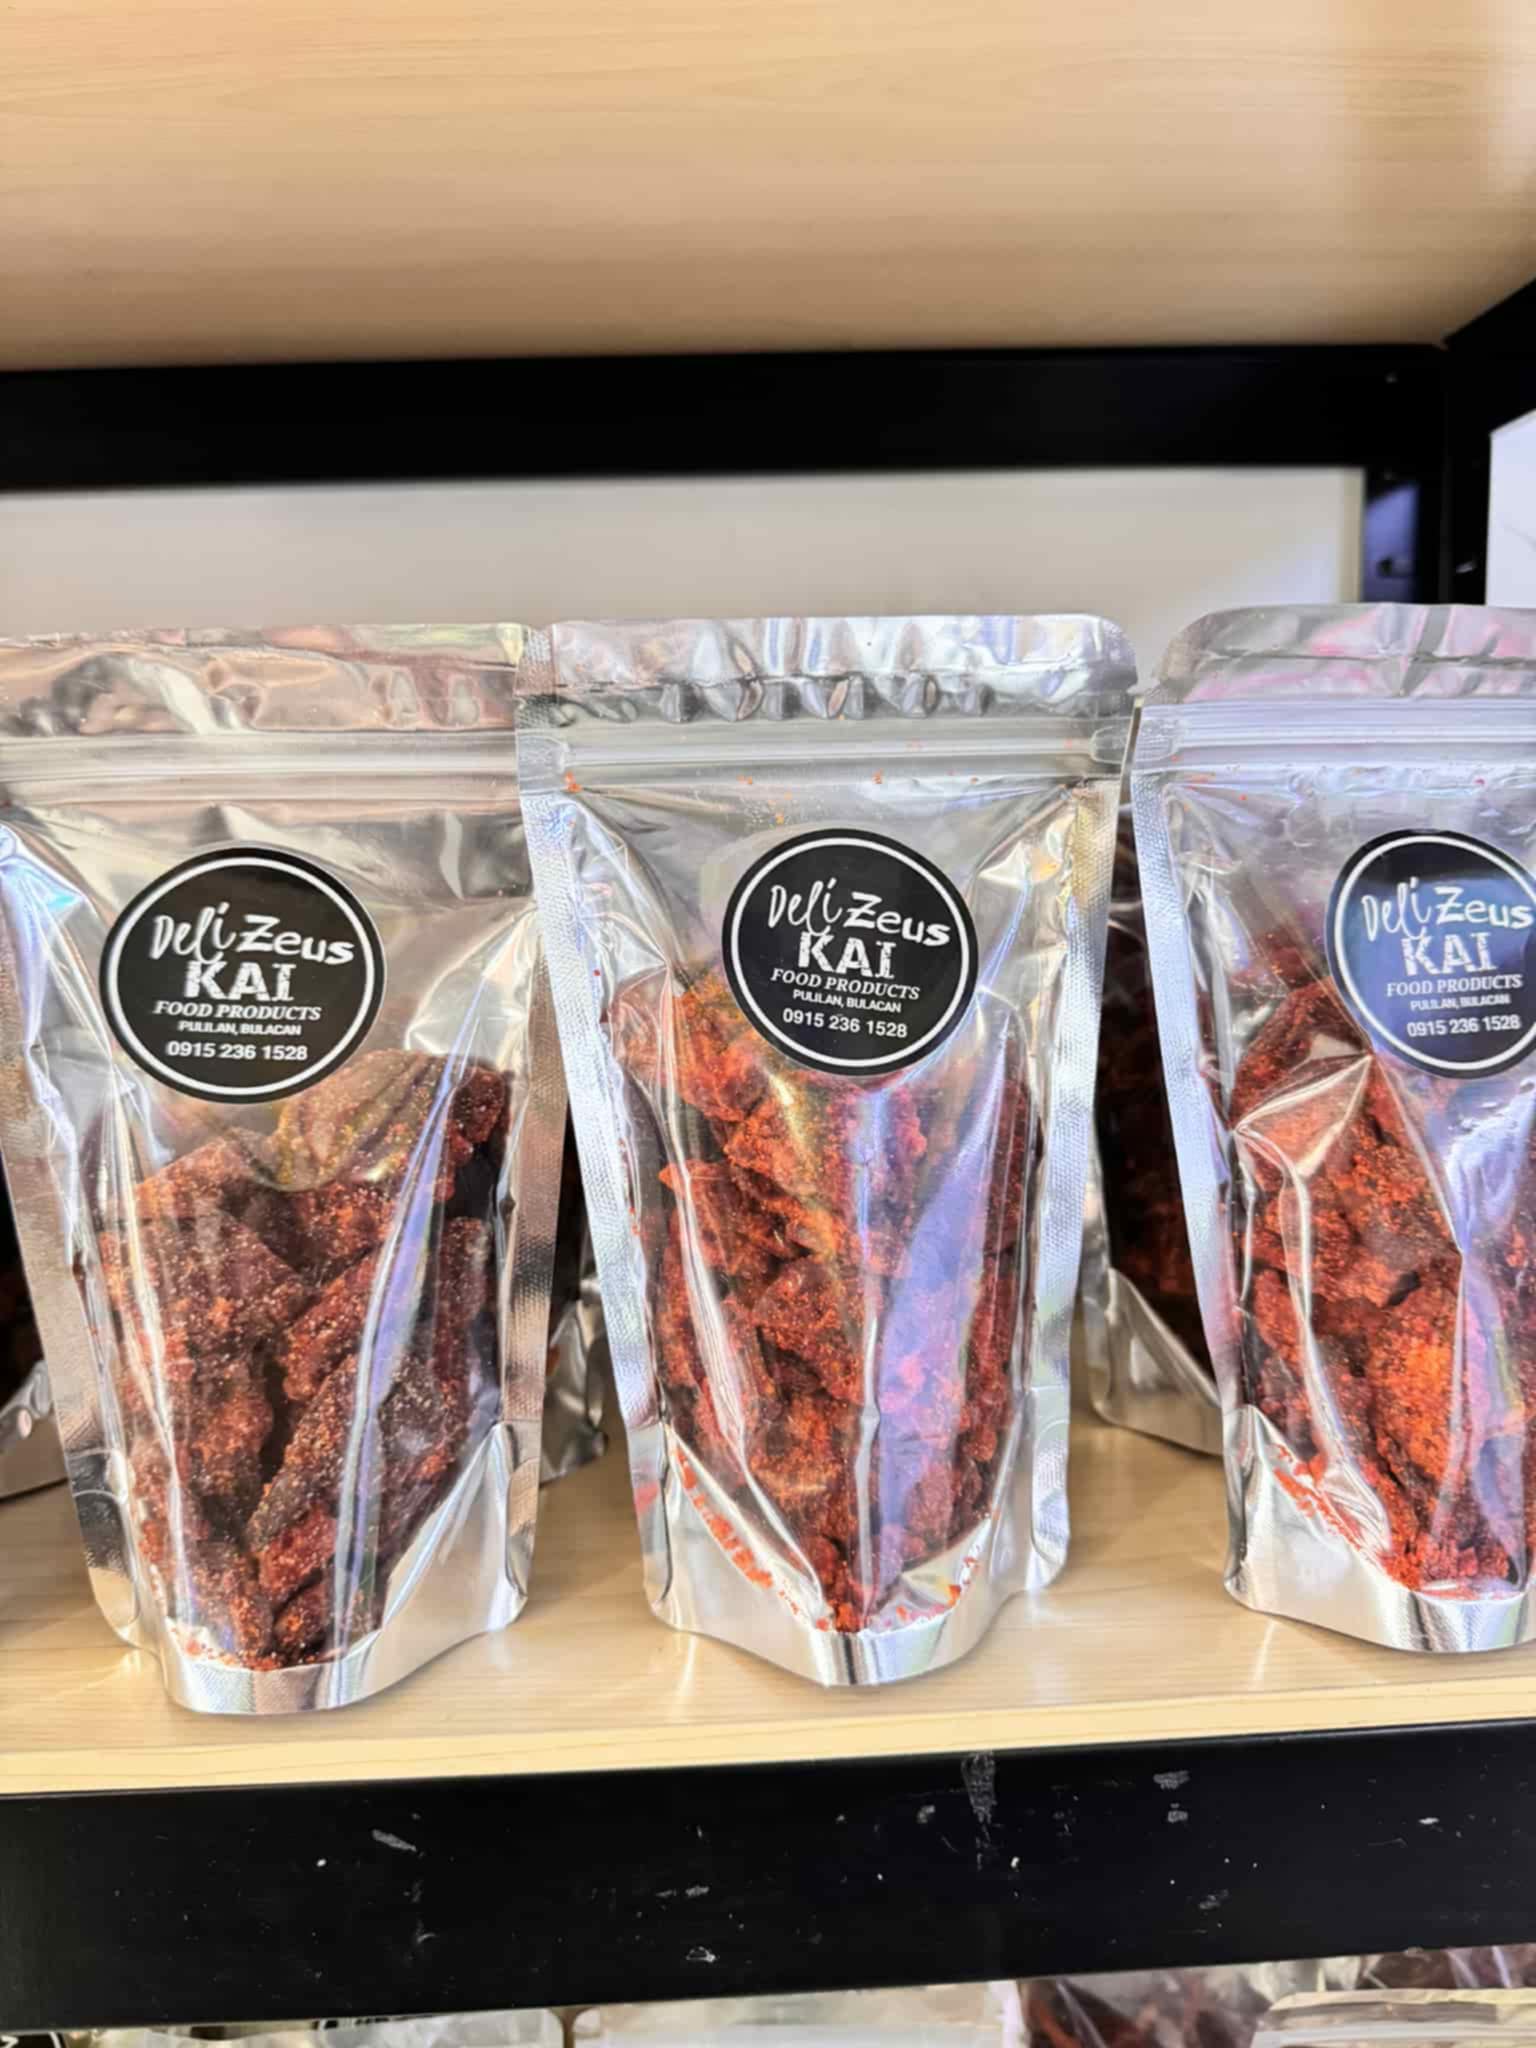 Deli Zeus
KAI
FOOD PRODUCTS
PULILAN, BULACAN
0915 236 1528
Deli Zeus
KAI
FOOD PRODUCTS
PULILAN, BULACAN
0915 236 1528
Deli Zeus
KAI
FOOD PRODUCTS
PULILAN, BULACAN
0915 236 1528